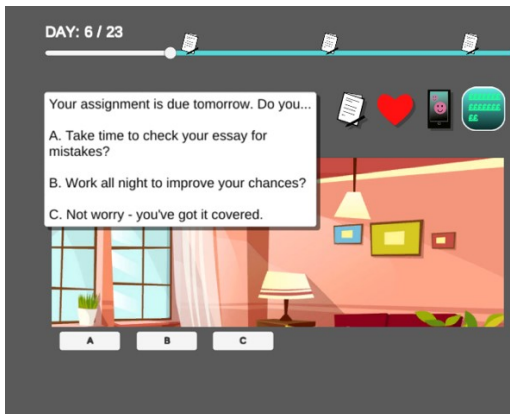 DAY: 6 / 23
Your assignment is due tomorrow. Do you...
A. Take time to check your essay for
mistakes?
B. Work all night to improve your chances?
C. Not worry - you've got it covered.
££££££££
£££££££
££
A
B
C